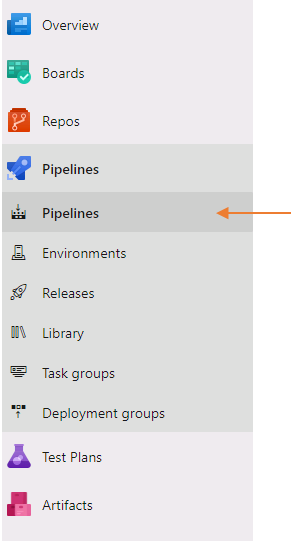 Overview
Boards
Repos
Pipelines
Pipelines
Environments
Releases
Library
Task groups
Deployment groups
Test Plans
Artifacts